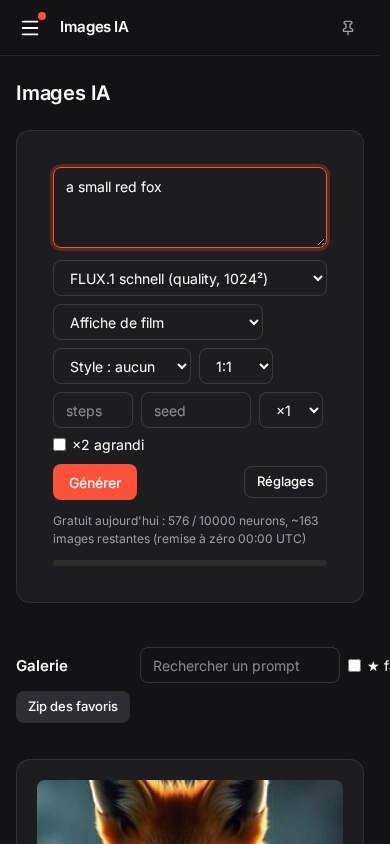 Images IA
Images IA
a small red fox
FLUX.1 schnell (quality, 1024²)
Affiche de film
Style : aucun 1:1
steps seed ×1
×2 agrandi
Générer Réglages
Gratuit aujourd'hui : 576 / 10000 neurons, ~163
images restantes (remise à zéro 00:00 UTC)
Galerie Rechercher un prompt ★
Zip des favoris